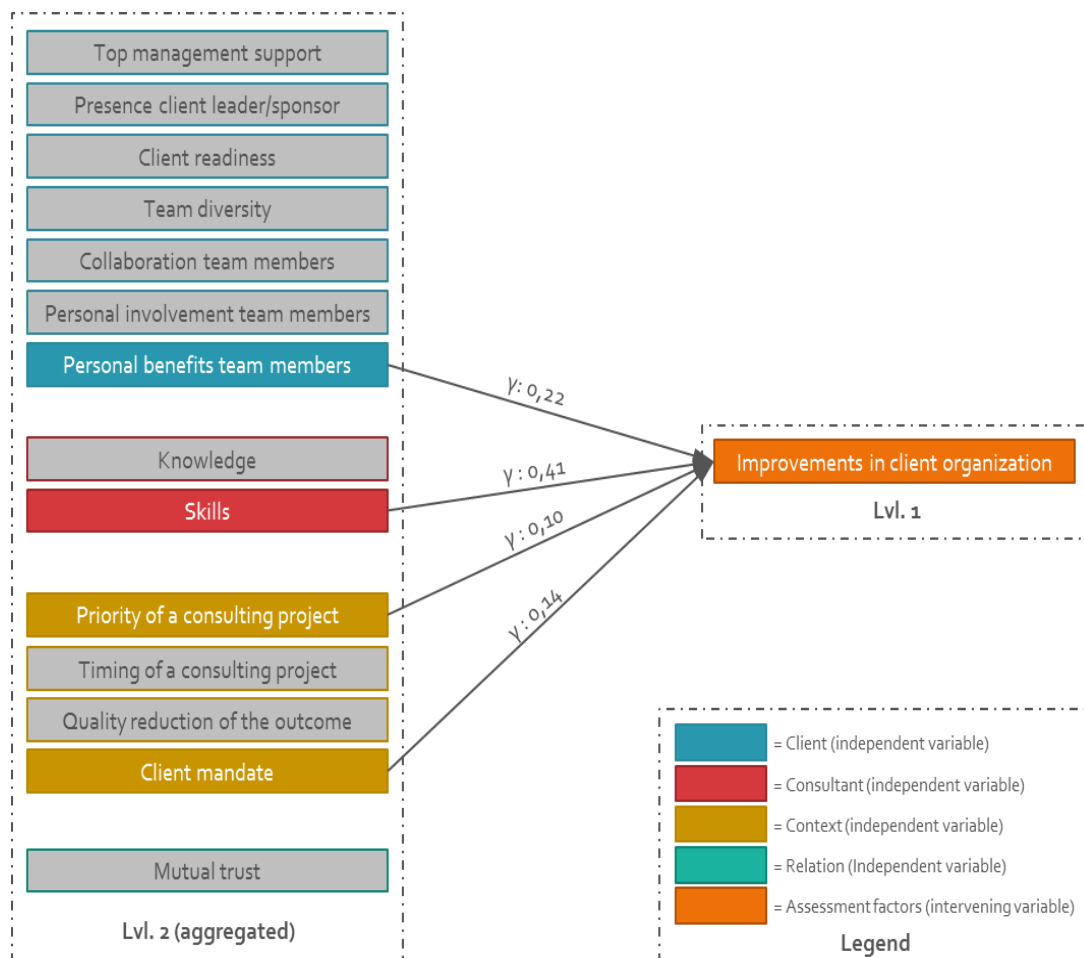 Top management support
Presence client leader/sponsor
Client readiness
Team diversity
Collaboration team members
Personal involvement team members
Personal benefits team members
Knowledge
Skills
Priority of a consulting project
Timing of a consulting project
Quality reduction of the outcome
Client mandate
Mutual trust
Lvl. 2 (aggregated)
γ: 0,22
γ: 0,41
γ: 0,10
γ: 0,14
Improvements in client organization
Lvl. 1
= Client (independent variable)
= Consultant (independent variable)
= Context (independent variable)
= Relation (Independent variable)
= Assessment factors (intervening variable)
Legend